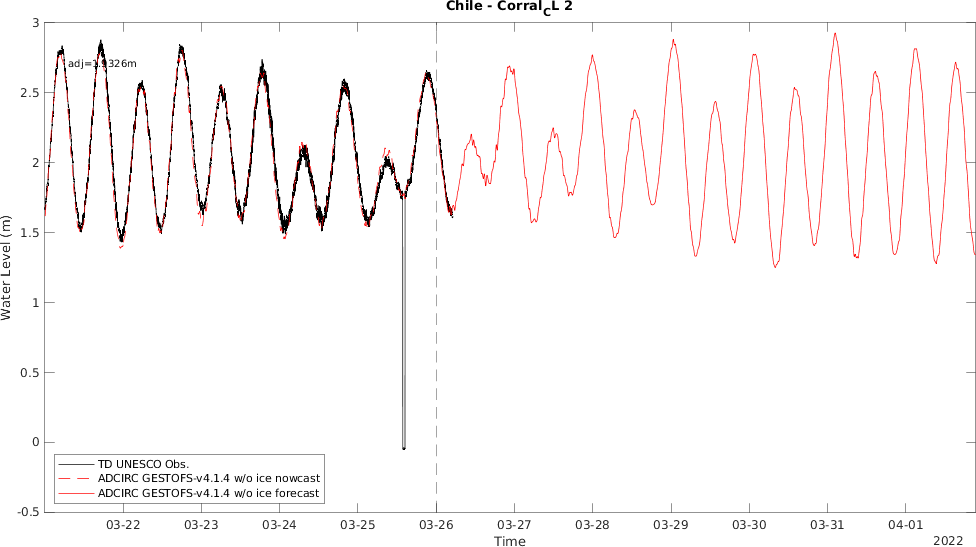 Chile - Corral_CL 2
adj=1.9326m
3
2.5
2
1.5
1
0.5
0
-0.5
Water Level (m)
TD UNESCO Obs.
ADCIRC GESTOFS-v4.1.4 w/o ice nowcast
ADCIRC GESTOFS-v4.1.4 w/o ice forecast
03-22 03-23 03-24 03-25 03-26 03-27 03-28 03-29 03-30 03-31 04-01
Time
2022